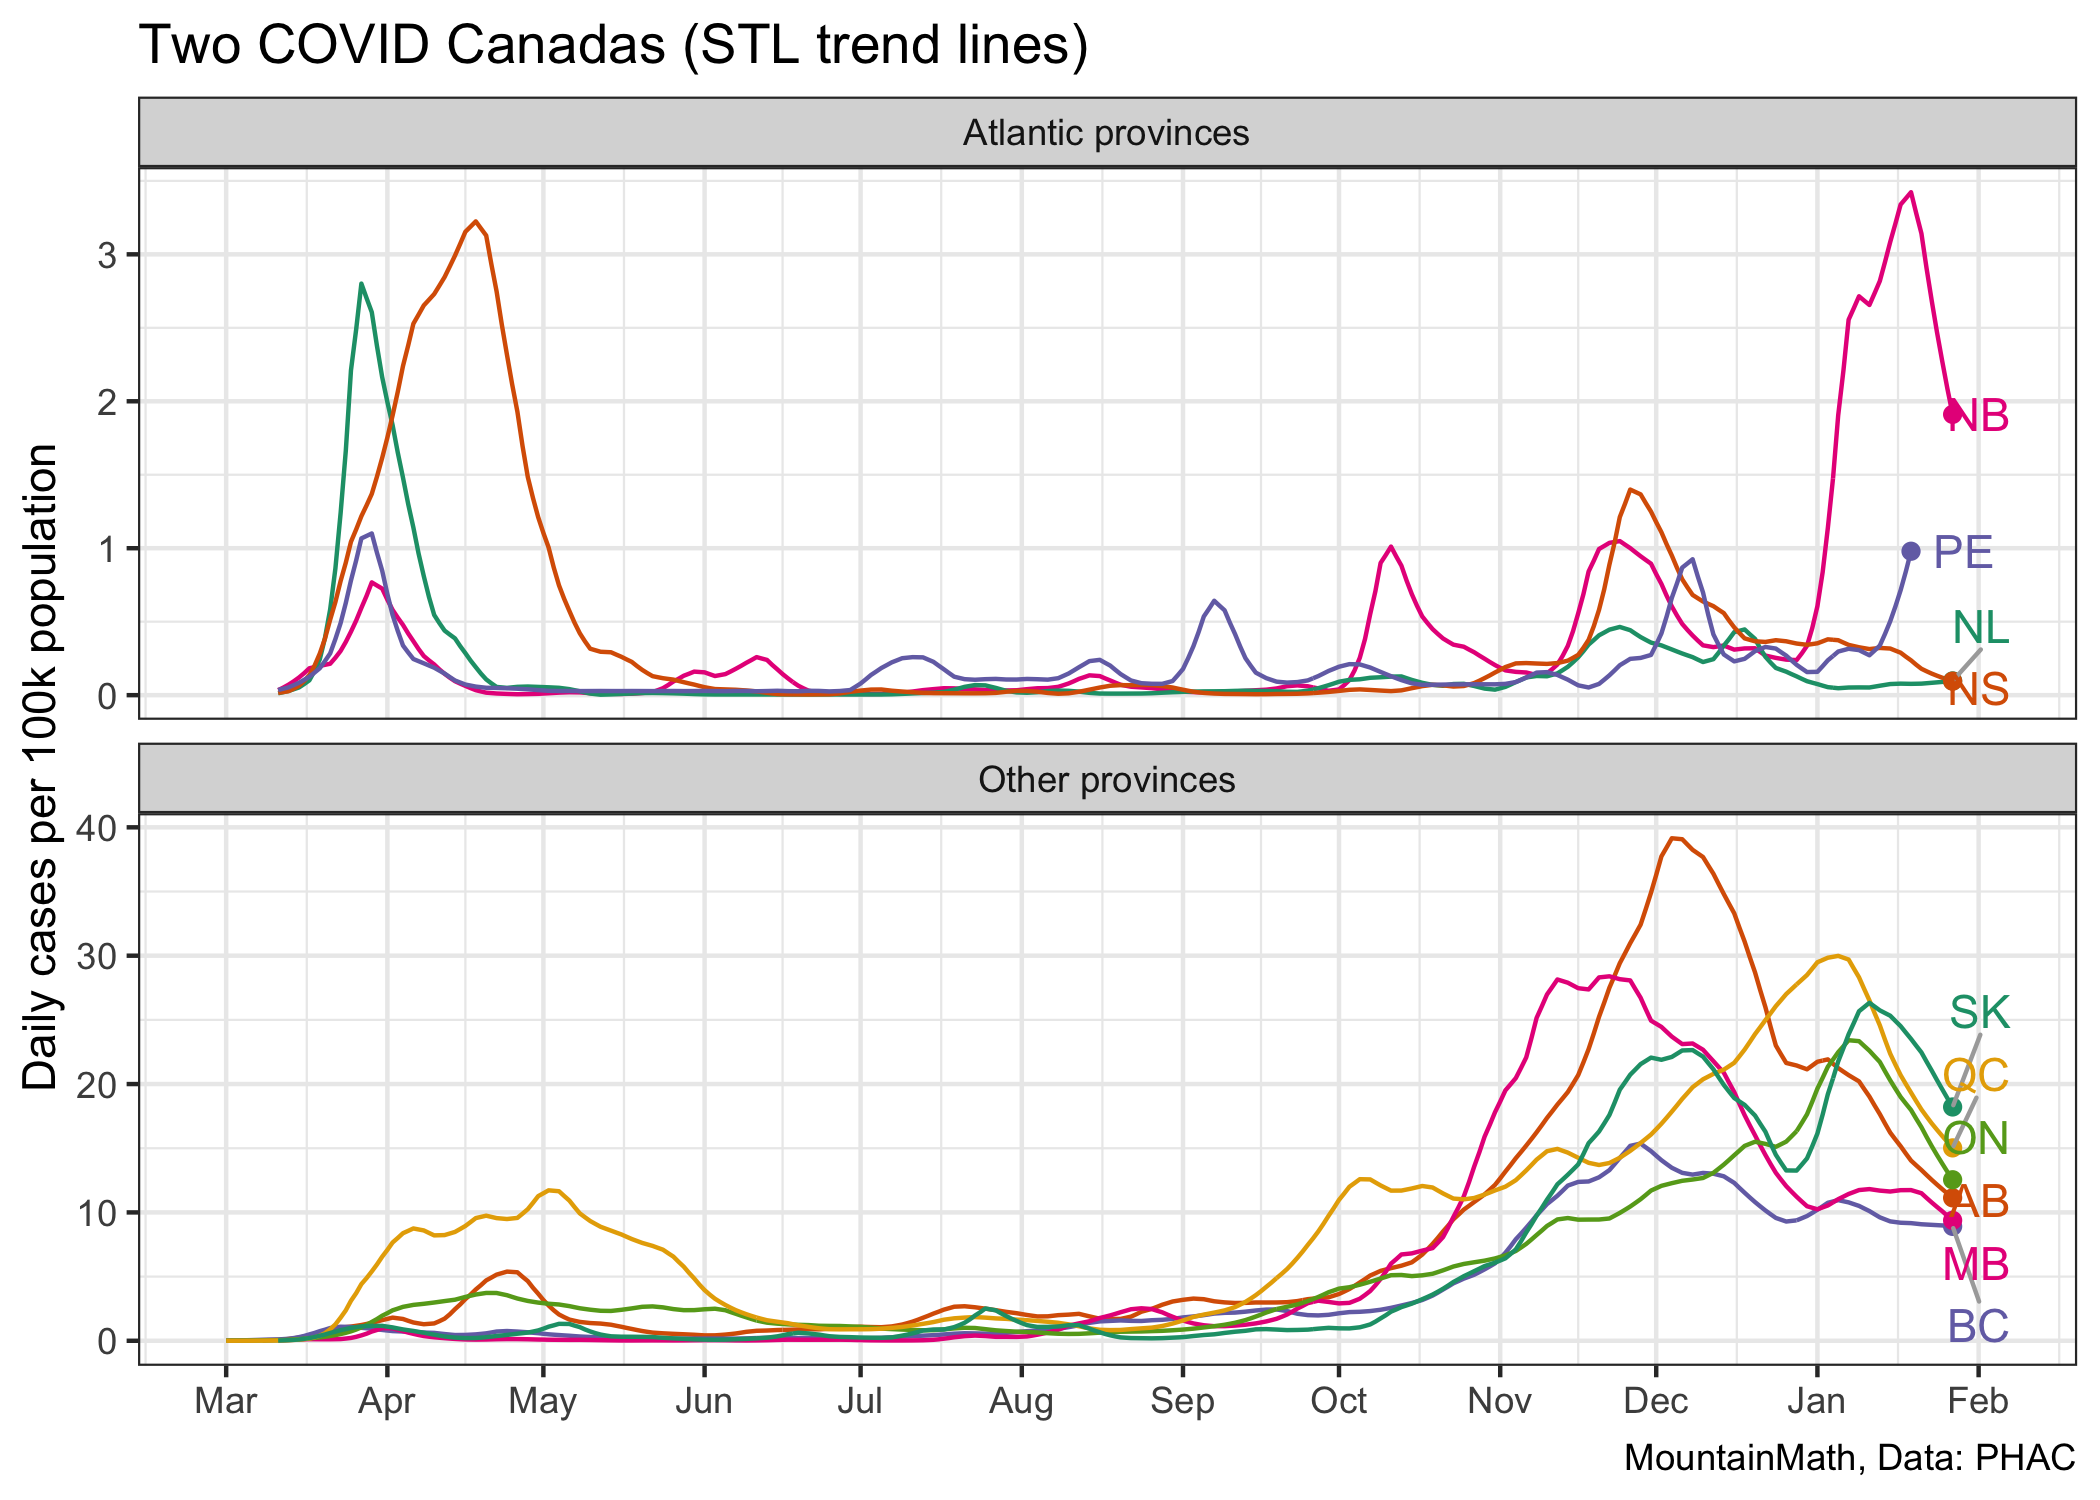 Two COVID Canadas (STL trend lines)
Atlantic provinces
3
2
1
0
NB
PE
NL
NS
Daily cases per 100k population
Other provinces
40
30
20
10
0
SK
QC
ON
AB
MB
BC
Mar Apr May Jun Jul Aug Sep Oct Nov Dec Jan Feb
MountainMath, Data: PHAC